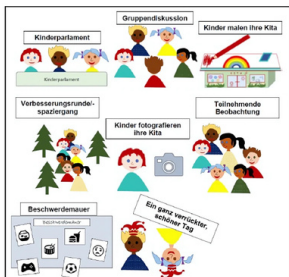 Gruppendiskussion
Kinderparlament
Kinder malen ihre Kita
Kinderparlament
Verbesserungsrunde/-
spaziergang
Teilnehmende
Beobachtung
Kinder fotografieren
ihre Kita
Beschwerdemauer
Beschwerdemauer
Ein ganz verrückter,
schöner Tag